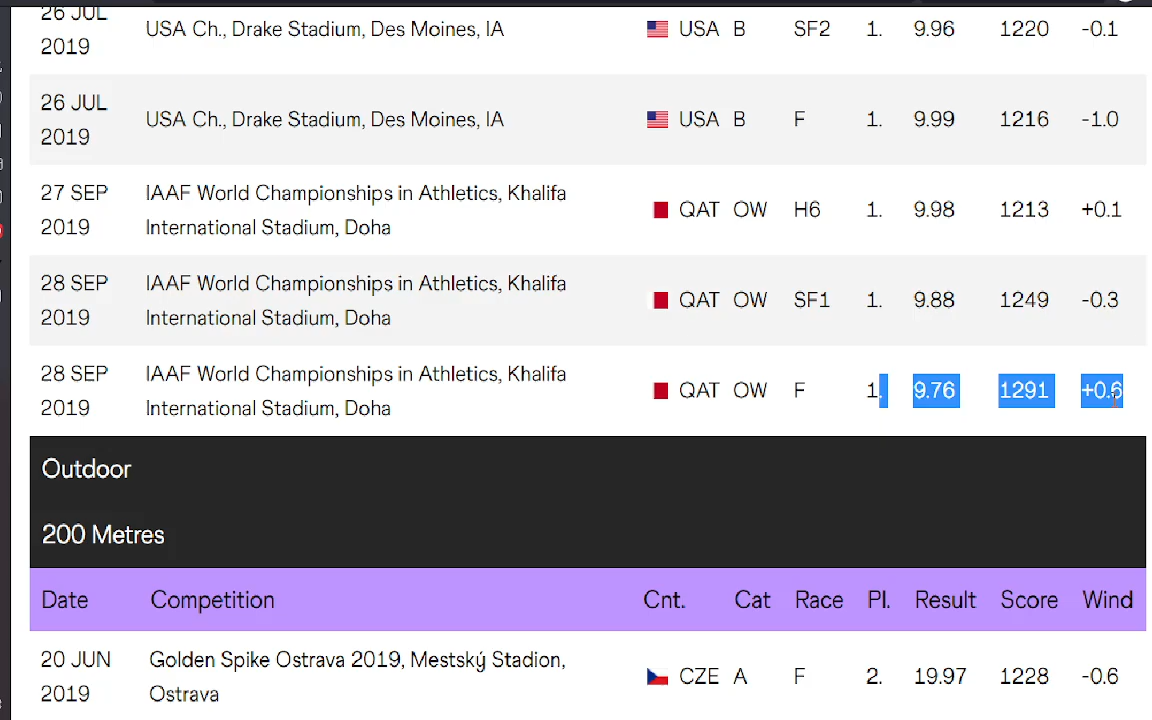 26 JUL
2019
USA Ch., Drake Stadium, Des Moines, IA
USA B SF2 1. 9.96 1220 -0.1
26 JUL
2019
USA Ch., Drake Stadium, Des Moines, IA
USA B F 1. 9.99 1216 -1.0
27 SEP
2019
IAAF World Championships in Athletics, Khalifa
International Stadium, Doha
QAT OW H6 1. 9.98 1213 +0.1
28 SEP
2019
IAAF World Championships in Athletics, Khalifa
International Stadium, Doha
QAT OW SF1 1. 9.88 1249 -0.3
28 SEP
2019
IAAF World Championships in Athletics, Khalifa
International Stadium, Doha
QAT OW F 1. 9.76 1291 +0.6
Outdoor
200 Metres
Date Competition Cnt. Cat Race Pl. Result Score Wind
20 JUN
2019
Golden Spike Ostrava 2019, Mestský Stadion,
Ostrava
CZE A F 2. 19.97 1228 -0.6